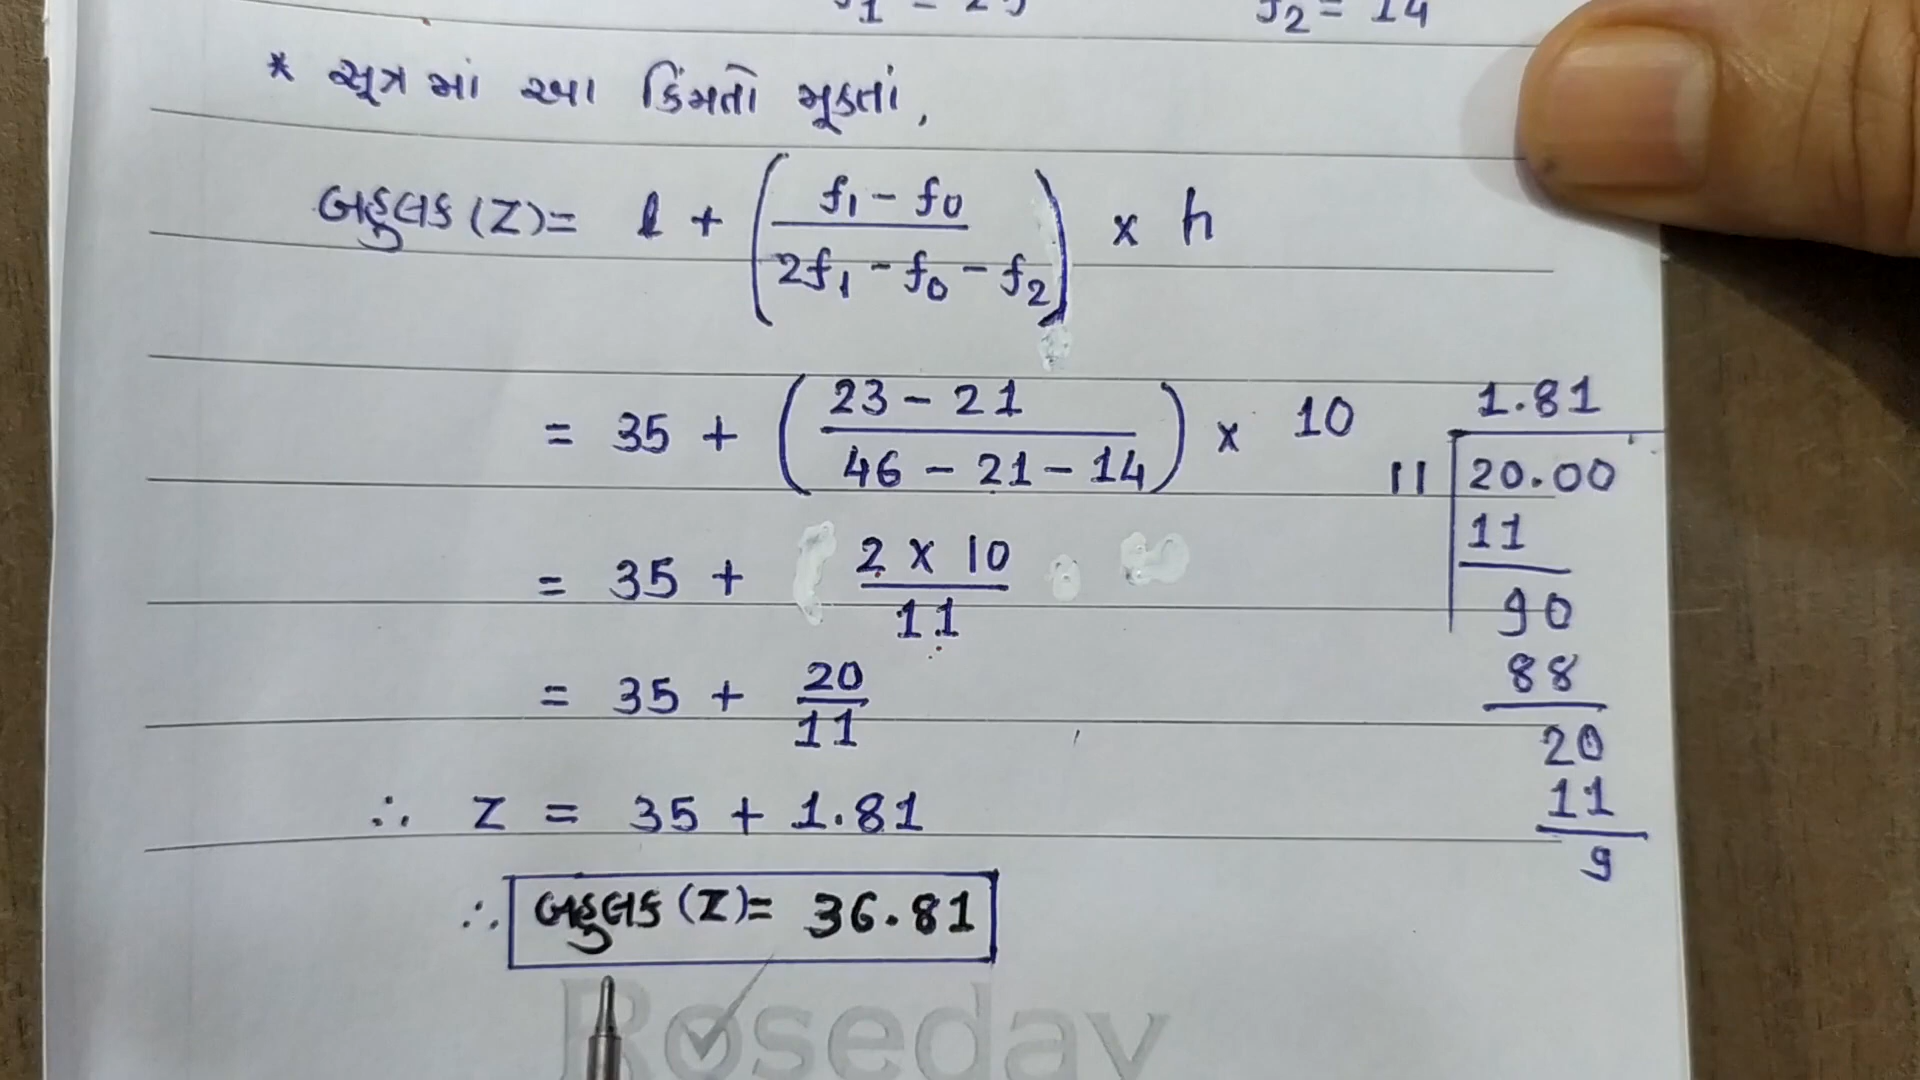 f2 = 14
* સૂત્ર માં આ કિંમતો મૂકતાં,
બહુલક (Z) = l + (f1 - f0 / 2f1 - f0 - f2) x h
= 35 + (23 - 21 / 46 - 21 - 14) x 10
= 35 + 2 x 10 / 11
= 35 + 20 / 11
∴ Z = 35 + 1.81
∴ બહુલક (Z) = 36.81
1.81
11 20.00
11
90
88
20
11
9
Roseday